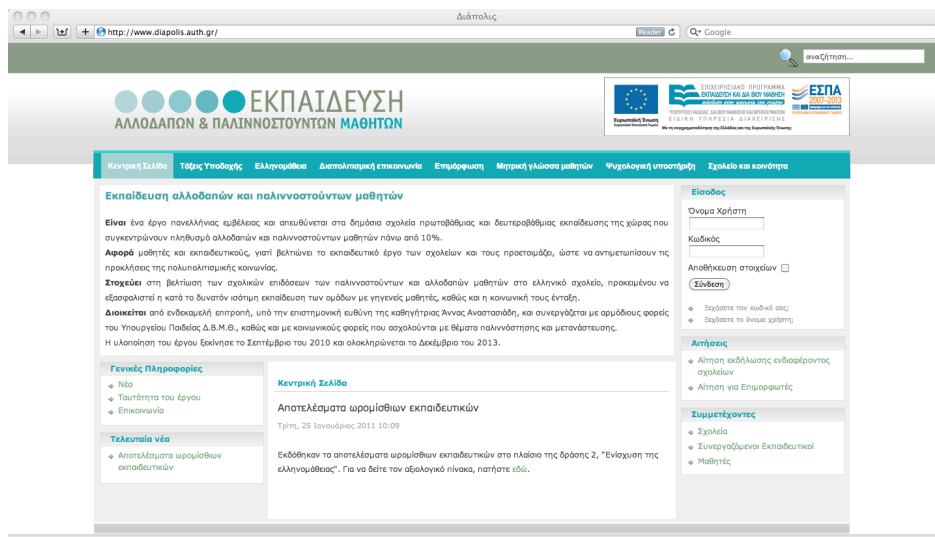 Διάπολις
http://www.diapolis.auth.gr/
Reader
Google
αναζήτηση...
ΕΚΠΑΙΔΕΥΣΗ
ΑΛΛΟΔΑΠΩΝ & ΠΑΛΙΝΝΟΣΤΟΥΝΤΩΝ ΜΑΘΗΤΩΝ
ΕΠΙΧΕΙΡΗΣΙΑΚΟ ΠΡΟΓΡΑΜΜΑ
ΕΚΠΑΙΔΕΥΣΗ ΚΑΙ ΔΙΑ ΒΙΟΥ ΜΑΘΗΣΗ
ΕΣΠΑ
2007-2013
ΕΙΔΙΚΗ ΥΠΗΡΕΣΙΑ ΔΙΑΧΕΙΡΙΣΗΣ
Ευρωπαϊκή Ένωση
Με τη συγχρηματοδότηση της Ελλάδας και της Ευρωπαϊκής Ένωσης
Κεντρική Σελίδα Τάξεις Υποδοχής Ελληνομάθεια Διαπολιτισμική επικοινωνία Επιμόρφωση Μητρική γλώσσα μαθητών Ψυχολογική υποστήριξη Σχολείο και κοινότητα
Εκπαίδευση αλλοδαπών και παλιννοστούντων μαθητών
Είναι ένα έργο πανελλήνιας εμβέλειας και απευθύνεται στα δημόσια σχολεία πρωτοβάθμιας και δευτεροβάθμιας εκπαίδευσης της χώρας που
συγκεντρώνουν πληθυσμό αλλοδαπών και παλιννοστούντων μαθητών πάνω από 10%.
Αφορά μαθητές και εκπαιδευτικούς, γιατί βελτιώνει το εκπαιδευτικό έργο των σχολείων και τους προετοιμάζει, ώστε να αντιμετωπίσουν τις
προκλήσεις της πολυπολιτισμικής κοινωνίας.
Στοχεύει στη βελτίωση των σχολικών επιδόσεων των παλιννοστούντων και αλλοδαπών μαθητών στο ελληνικό σχολείο, προκειμένου να
εξασφαλιστεί η κατά το δυνατόν ισότιμη εκπαίδευση των ομάδων με γηγενείς μαθητές, καθώς και η κοινωνική τους ένταξη.
Διοικείται από ενδεκαμελή επιτροπή, υπό την επιστημονική ευθύνη της καθηγήτριας Άννας Αναστασιάδη, και συνεργάζεται με αρμόδιους φορείς
του Υπουργείου Παιδείας Δ.Β.Μ.Θ., καθώς και με κοινωνικούς φορείς που ασχολούνται με θέματα παλιννόστησης και μετανάστευσης.
Η υλοποίηση του έργου ξεκίνησε το Σεπτέμβριο του 2010 και ολοκληρώνεται το Δεκέμβριο του 2013.
Είσοδος
Όνομα Χρήστη
Κωδικός
Αποθήκευση στοιχείων
Σύνδεση
Ξεχάσατε τον κωδικό σας;
Ξεχάσατε το όνομα χρήστη;
Αιτήσεις
Αίτηση εκδήλωσης ενδιαφέροντος
σχολείων
Αίτηση για Επιμορφωτές
Συμμετέχοντες
Σχολεία
Συνεργαζόμενοι Εκπαιδευτικοί
Μαθητές
Γενικές Πληροφορίες
Νέα
Ταυτότητα του έργου
Επικοινωνία
Τελευταία νέα
Αποτελέσματα ωρομίσθιων
εκπαιδευτικών
Κεντρική Σελίδα
Αποτελέσματα ωρομίσθιων εκπαιδευτικών
Τρίτη, 25 Ιανουάριος 2011 10:09
Εκδόθηκαν τα αποτελέσματα ωρομίσθιων εκπαιδευτικών στο πλαίσιο της δράσης 2, "Ενίσχυση της
ελληνομάθειας". Για να δείτε τον αξιολογικό πίνακα, πατήστε εδώ.